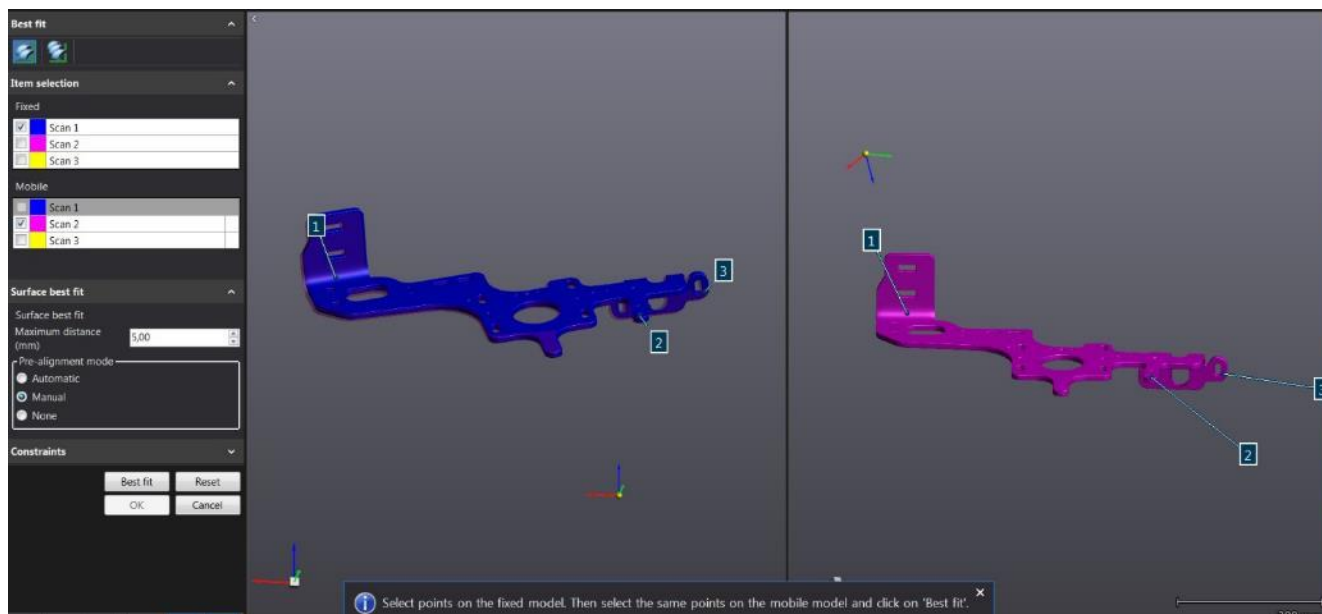 Best fit
Item selection
Fixed
Scan 1
Scan 2
Scan 3
Mobile
Scan 1
Scan 2
Scan 3
Surface best fit
Surface best fit
Maximum distance
(mm)
5,00
Pre-alignment mode
Automatic
Manual
None
Constraints
Best fit
Reset
OK
Cancel
1
3
2
1
2
Select points on the fixed model. Then select the same points on the mobile model and click on 'Best fit'.